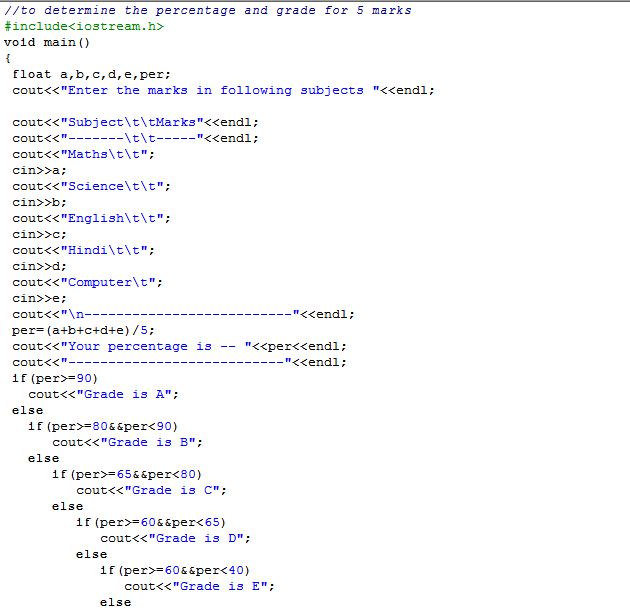 //to determine the percentage and grade for 5 marks
#include<iostream.h>
void main()
{
float a,b,c,d,e,per;
cout<<"Enter the marks in following subjects "<<endl;
cout<<"Subject\t\tMarks"<<endl;
cout<<"-------\t\t-----"<<endl;
cout<<"Maths\t\t";
cin>>a;
cout<<"Science\t\t";
cin>>b;
cout<<"English\t\t";
cin>>c;
cout<<"Hindi\t\t";
cin>>d;
cout<<"Computer\t";
cin>>e;
cout<<"\n--------------------------"<<endl;
per=(a+b+c+d+e)/5;
cout<<"Your percentage is -- "<<per<<endl;
cout<<"---------------------------"<<endl;
if(per>=90)
cout<<"Grade is A";
else
if(per>=80&&per<90)
cout<<"Grade is B";
else
if(per>=65&&per<80)
cout<<"Grade is C";
else
if(per>=60&&per<65)
cout<<"Grade is D";
else
if(per>=60&&per<40)
cout<<"Grade is E";
else